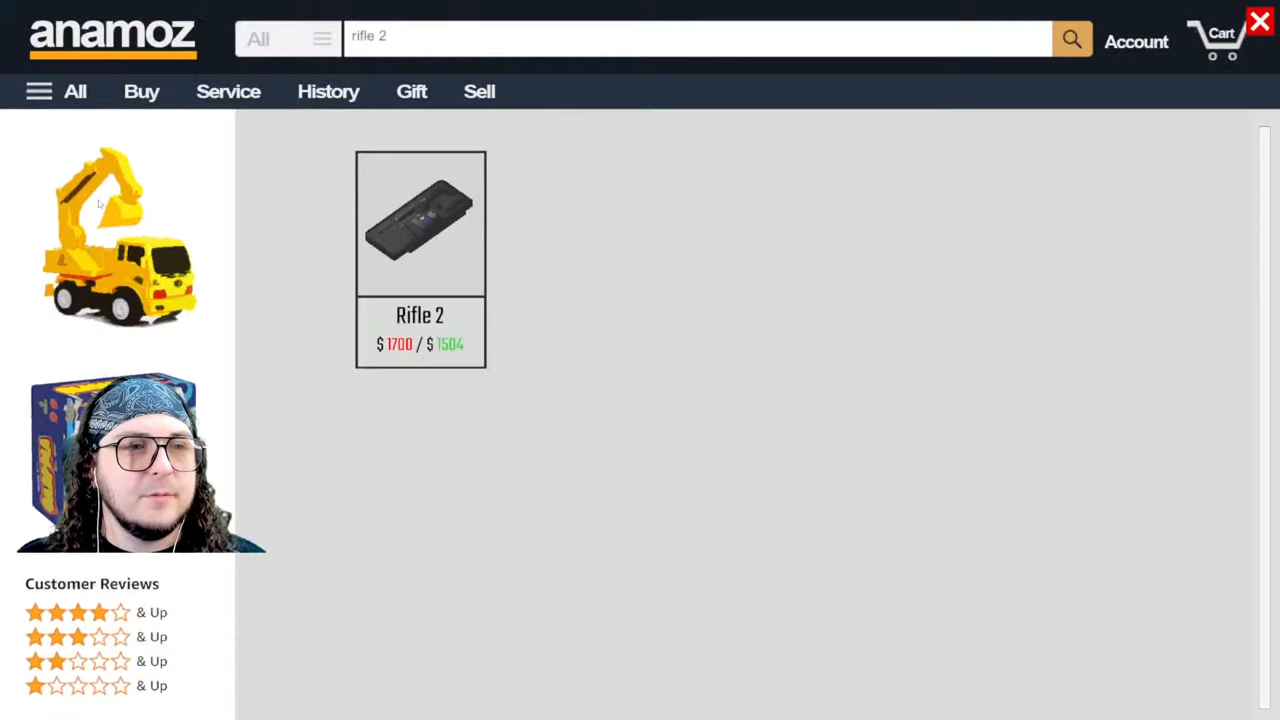 anamoz
All
rifle 2
Account
Cart
All Buy Service History Gift Sell
Rifle 2
$ 1700 / $ 1504
Customer Reviews
& Up
& Up
& Up
& Up